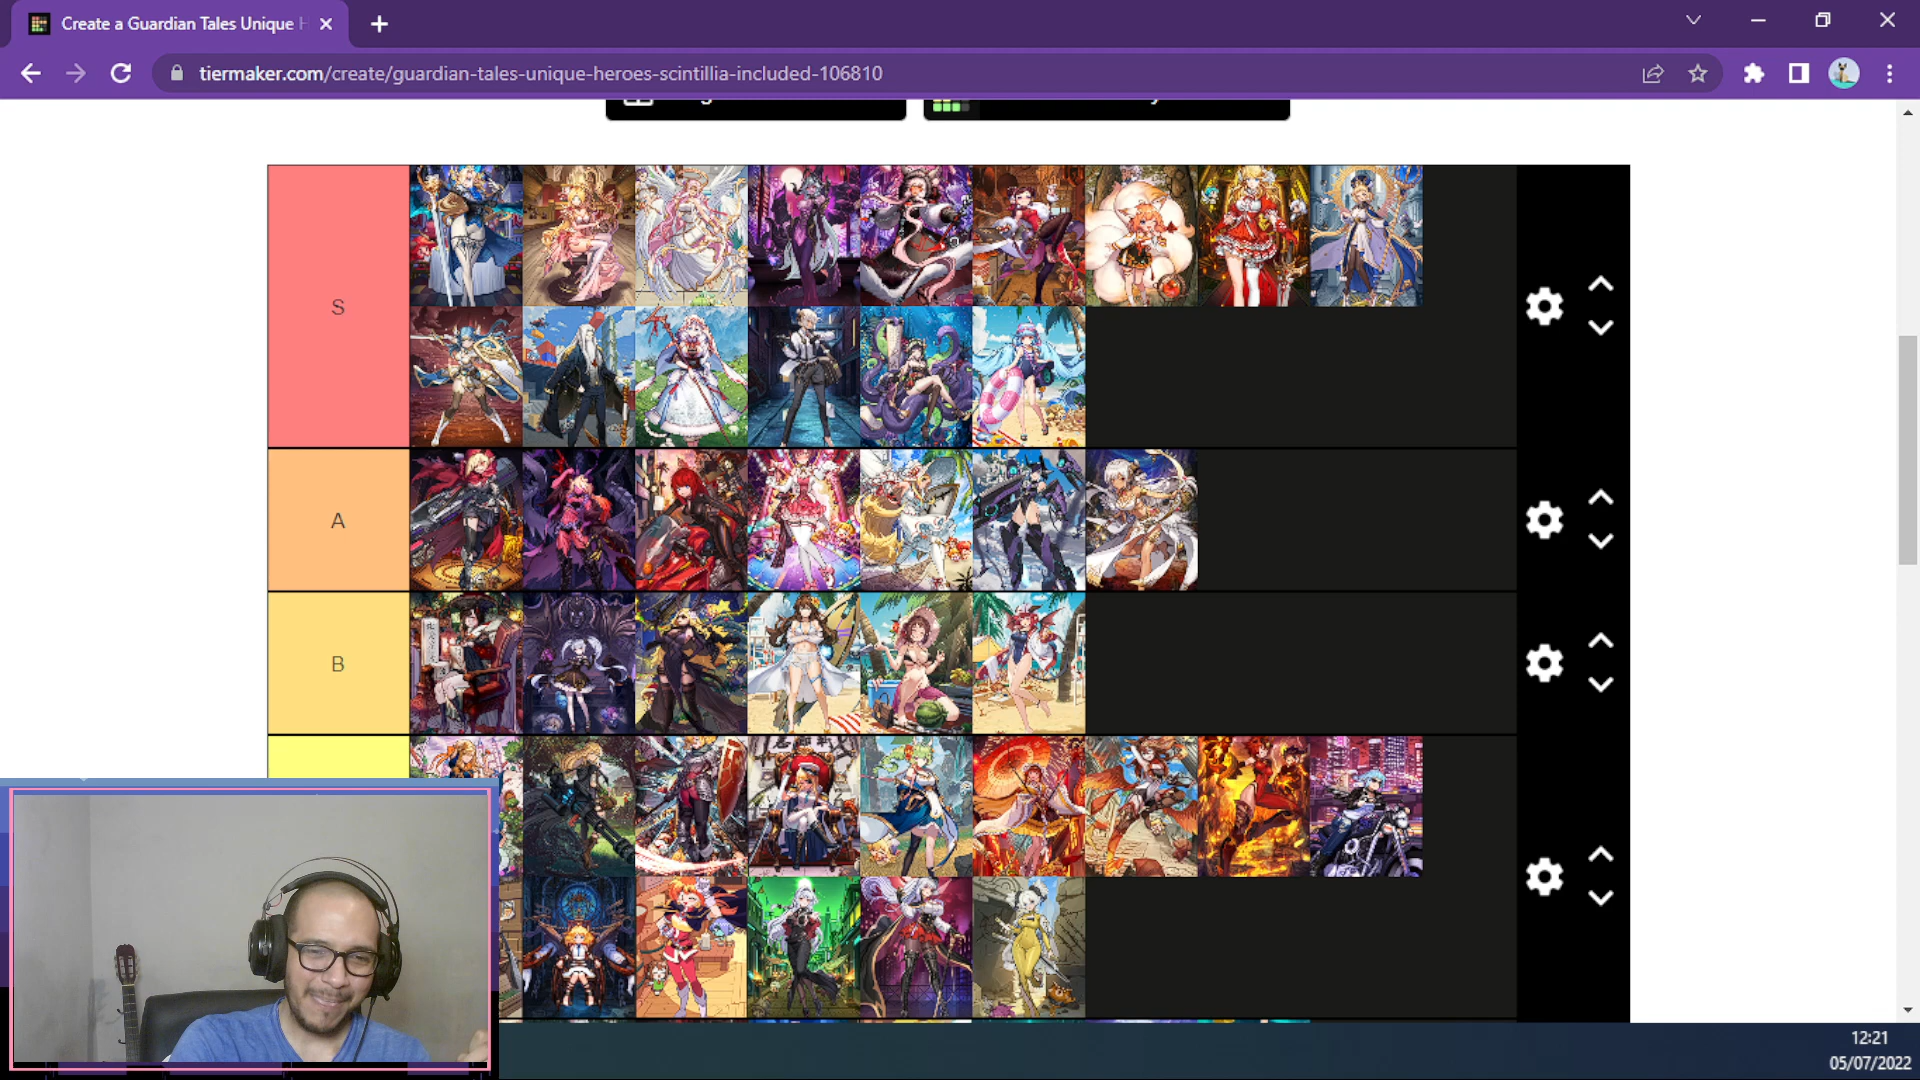 Create a Guardian Tales Unique H
tiermaker.com/create/guardian-tales-unique-heroes-scintillia-included-106810
S
A
B
12:21
05/07/2022